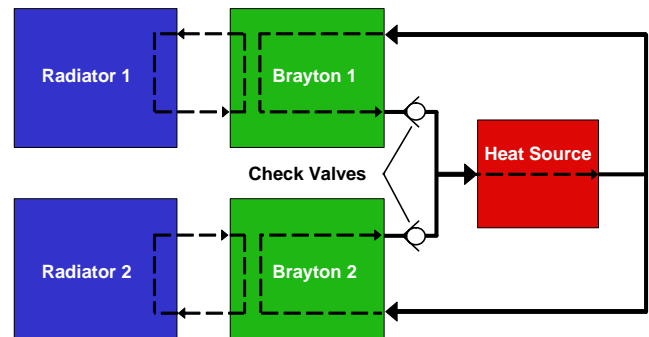 Radiator 1
Brayton 1
Heat Source
Check Valves
Radiator 2
Brayton 2